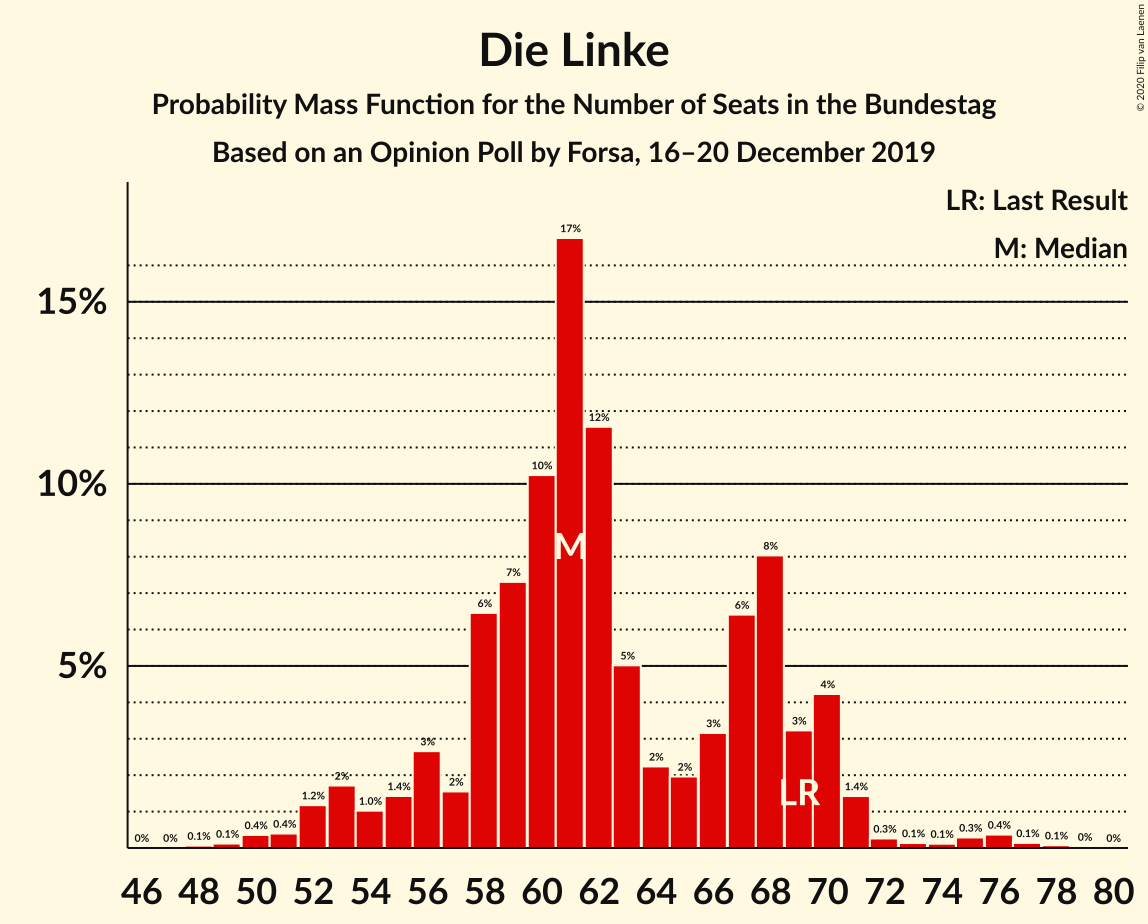 Die Linke
Probability Mass Function for the Number of Seats in the Bundestag
Based on an Opinion Poll by Forsa, 16–20 December 2019
© 2020 Filip van Laenen
LR: Last Result
M: Median
15%
10%
5%
0% 0% 0.1% 0.1% 0.4% 0.4% 1.2% 2% 1.0% 1.4% 3% 2% 6% 7% 10% 17% 12% 5% 2% 2% 3% 6% 8% 3% 4% 1.4% 0.3% 0.1% 0.1% 0.3% 0.4% 0.1% 0.1% 0% 0%
M
LR
46 48 50 52 54 56 58 60 62 64 66 68 70 72 74 76 78 80